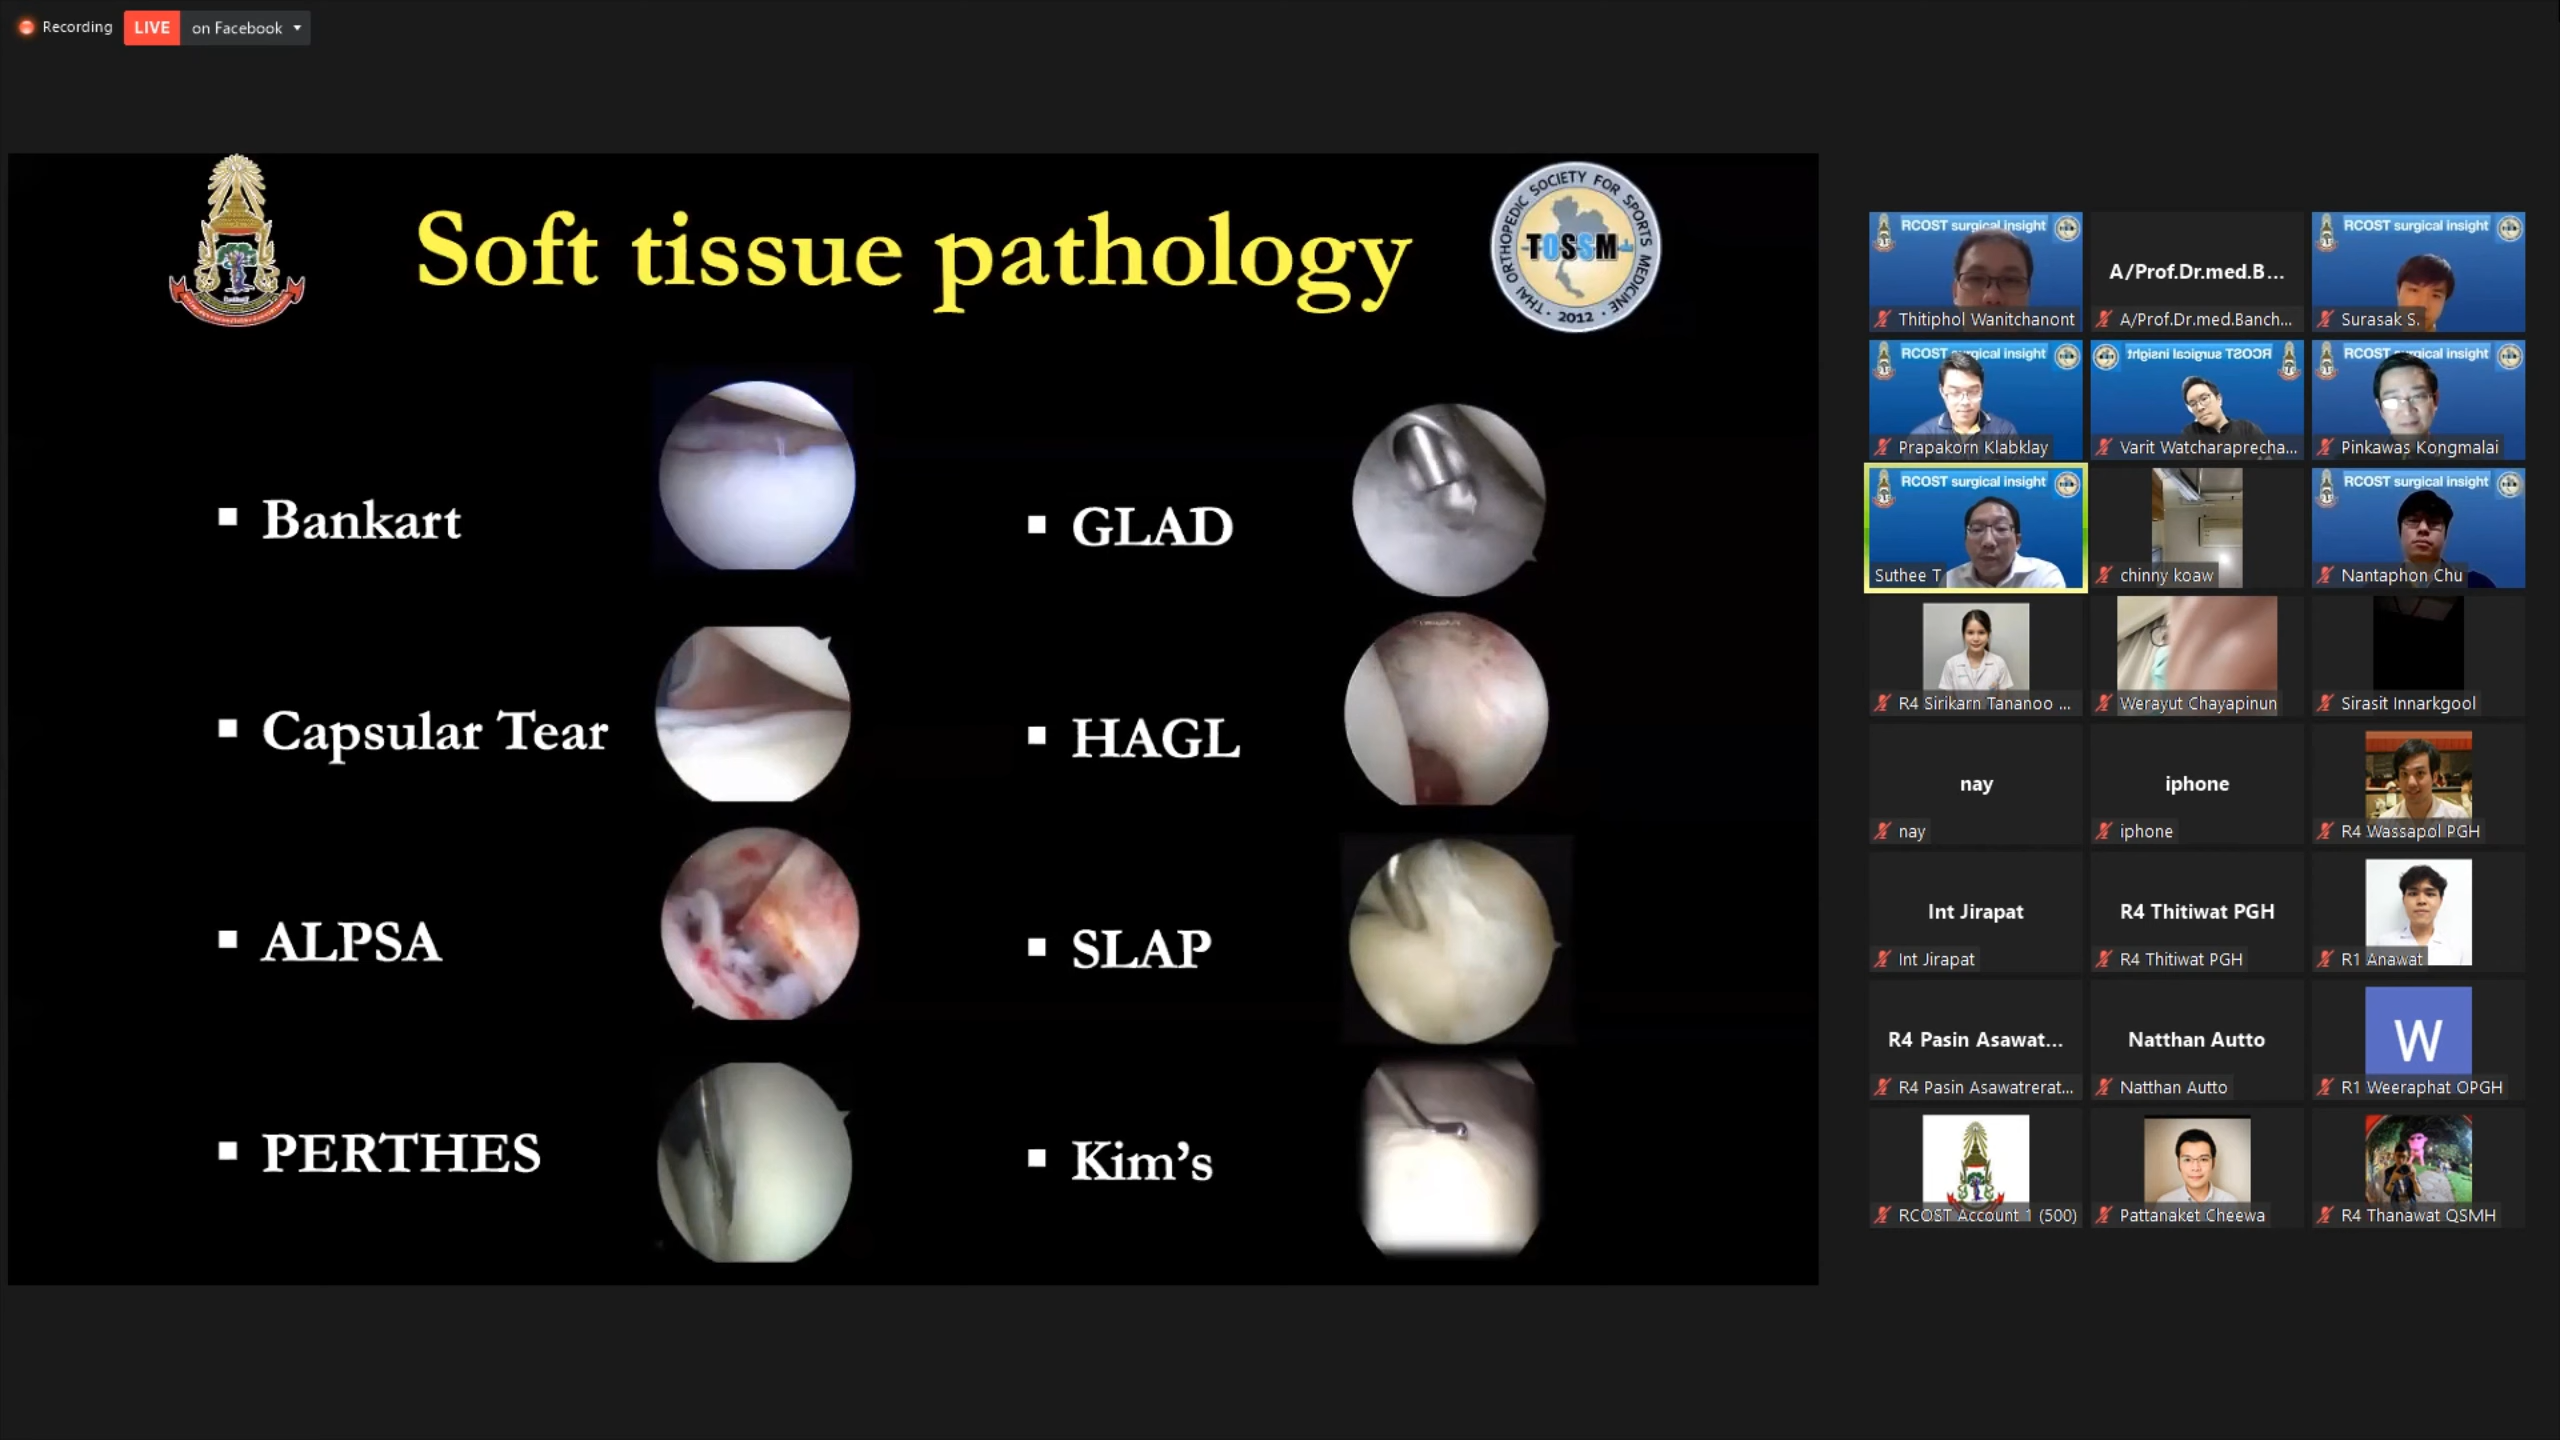 Recording
LIVE on Facebook
Soft tissue pathology
THAI ORTHOPEDIC SOCIETY FOR SPORTS MEDICINE · 2012 ·
TOSSM
Bankart
Capsular Tear
ALPSA
PERTHES
GLAD
HAGL
SLAP
Kim's
RCOST surgical insight
Thitiphol Wanitchanont
A/Prof.Dr.med.B...
A/Prof.Dr.med.Banch...
RCOST surgical insight
Surasak S.
RCOST surgical insight
Prapakorn Klabklay
RCOST surgical insight
Varit Watcharaprecha...
RCOST surgical insight
Pinkawas Kongmalai
RCOST surgical insight
Suthee T
chinny koaw
RCOST surgical insight
Nantaphon Chu
R4 Sirikarn Tananoo ...
Werayut Chayapinun
Sirasit Innarkgool
nay
nay
iphone
iphone
R4 Wassapol PGH
Int Jirapat
Int Jirapat
R4 Thitiwat PGH
R4 Thitiwat PGH
R1 Anawat
R4 Pasin Asawat...
R4 Pasin Asawatrerat...
Natthan Autto
Natthan Autto
W
R1 Weeraphat OPGH
RCOST Account 1 (500)
Pattanaket Cheewa
R4 Thanawat QSMH